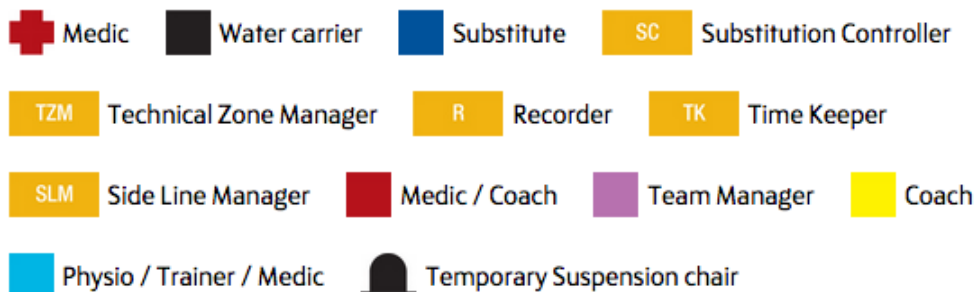 Medic Water carrier Substitute SC Substitution Controller
TZM Technical Zone Manager R Recorder TK Time Keeper
SLM Side Line Manager Medic / Coach Team Manager Coach
Physio / Trainer / Medic Temporary Suspension chair